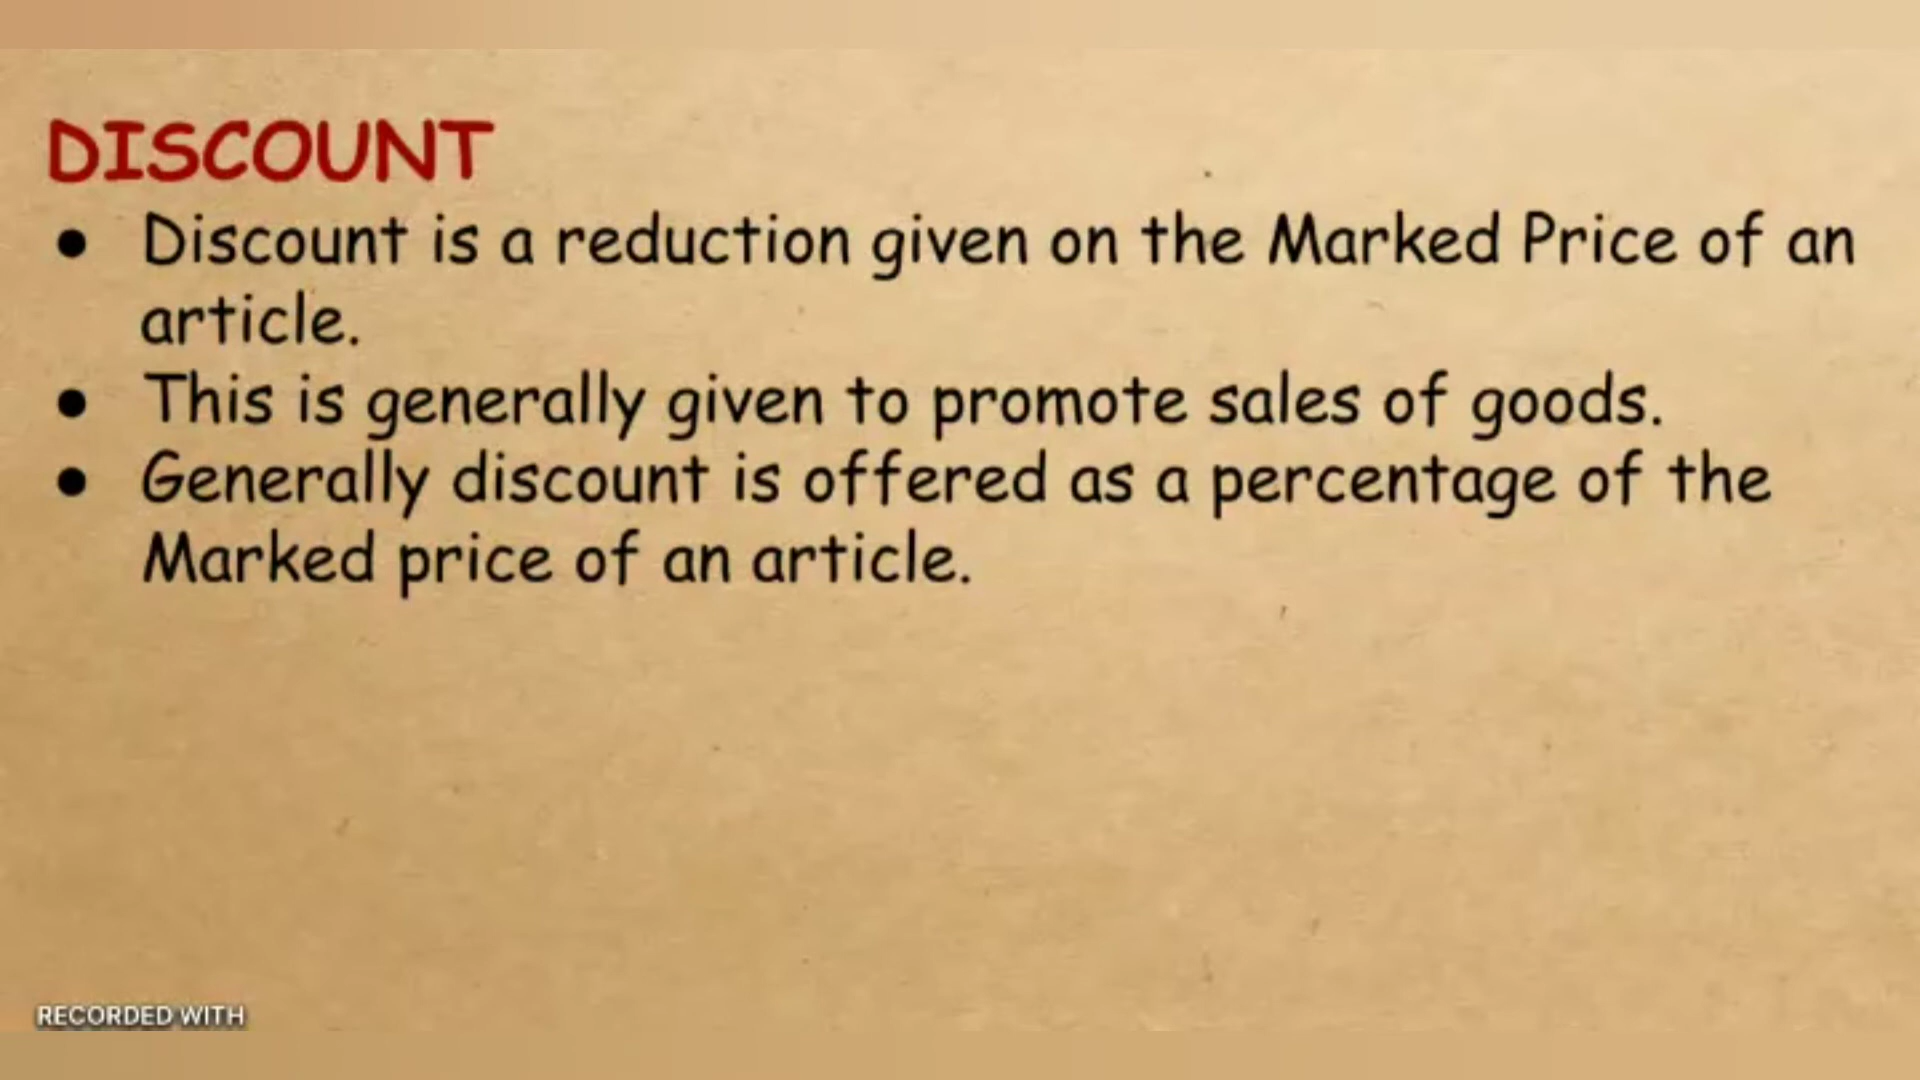 DISCOUNT
● Discount is a reduction given on the Marked Price of an
article.
● This is generally given to promote sales of goods.
● Generally discount is offered as a percentage of the
Marked price of an article.
RECORDED WITH